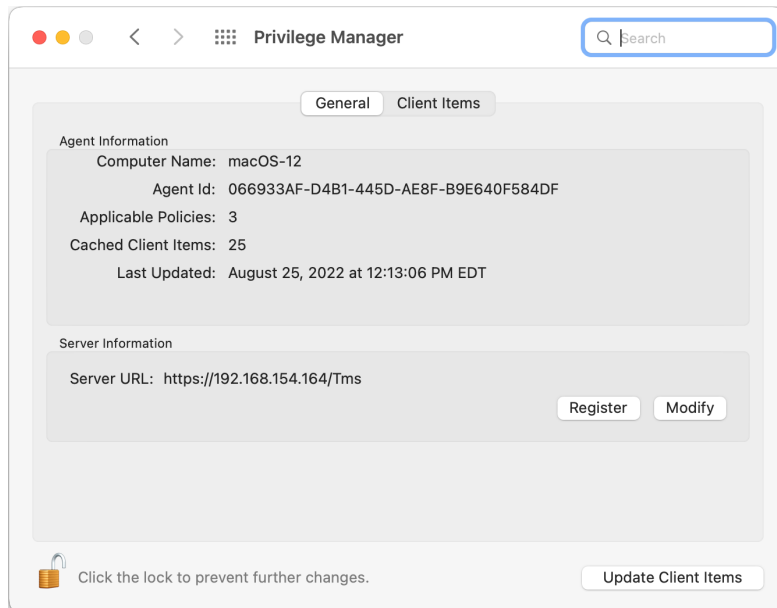 Privilege Manager
Search
General Client Items
Agent Information
Computer Name: macOS-12
Agent Id: 066933AF-D4B1-445D-AE8F-B9E640F584DF
Applicable Policies: 3
Cached Client Items: 25
Last Updated: August 25, 2022 at 12:13:06 PM EDT
Server Information
Server URL: https://192.168.154.164/Tms
Register Modify
Click the lock to prevent further changes.
Update Client Items